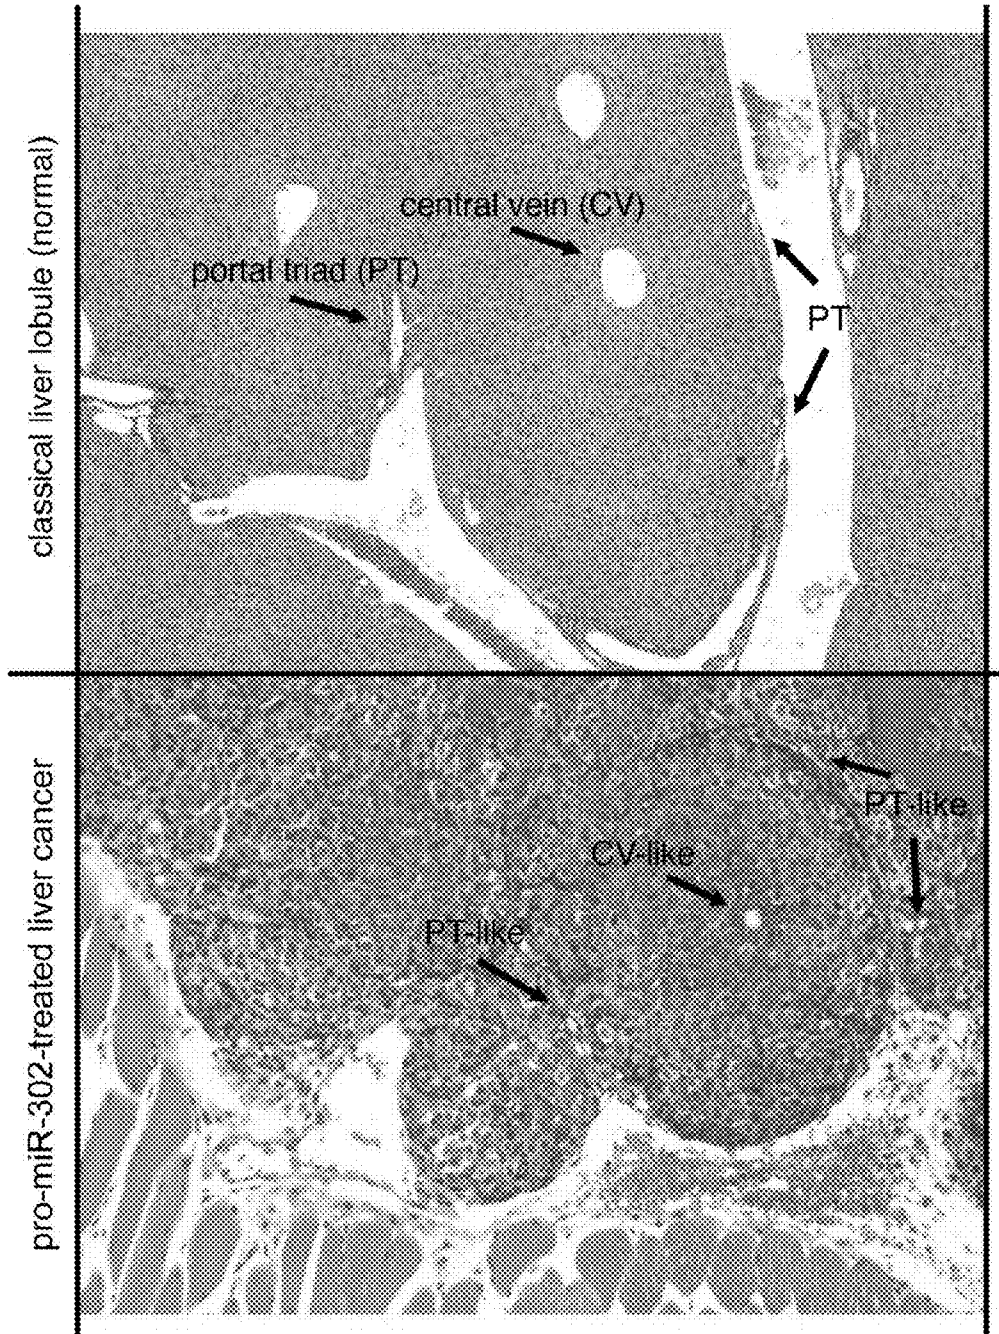 classical liver lobule (normal)
central vein (CV)
portal triad (PT)
PT
pro-miR-302-treated liver cancer
PT-like
CV-like
PT-like